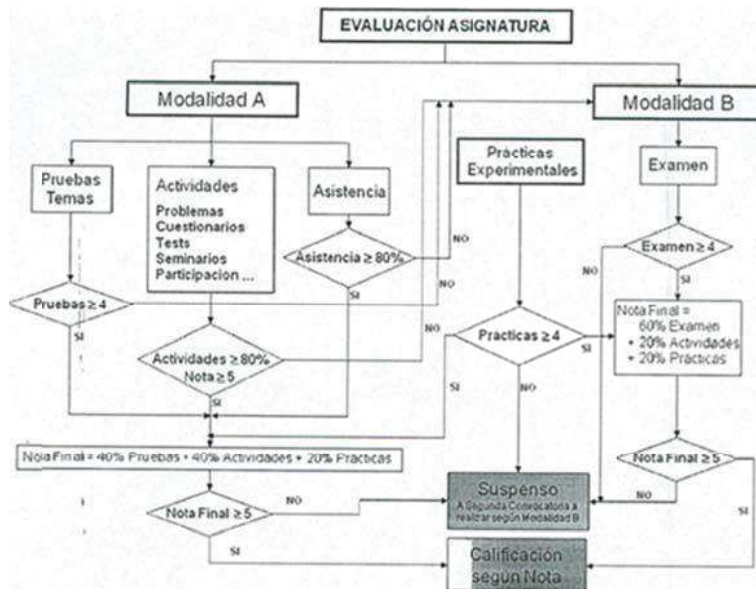 EVALUACIÓN ASIGNATURA
Modalidad A
Modalidad B
Pruebas
Temas
Actividades
Problemas
Cuestionarios
Tests
Seminarios
Participacion ...
Asistencia
Prácticas
Experimentales
Examen
Asistencia ≥ 80%
NO
SI
Examen ≥ 4
NO
SI
Pruebas ≥ 4
NO
SI
Actividades ≥ 80%
Nota ≥ 5
NO
SI
Prácticas ≥ 4
SI
SI
NO
Nota Final =
60% Examen
+ 20% Actividades
+ 20% Prácticas
Nota Final = 40% Pruebas + 40% Actividades + 20% Prácticas
Nota Final ≥ 5
NO
SI
Nota Final ≥ 5
NO
SI
Suspenso
A Segunda Convocatoria a
realizar según Modalidad B
Calificación
según Nota